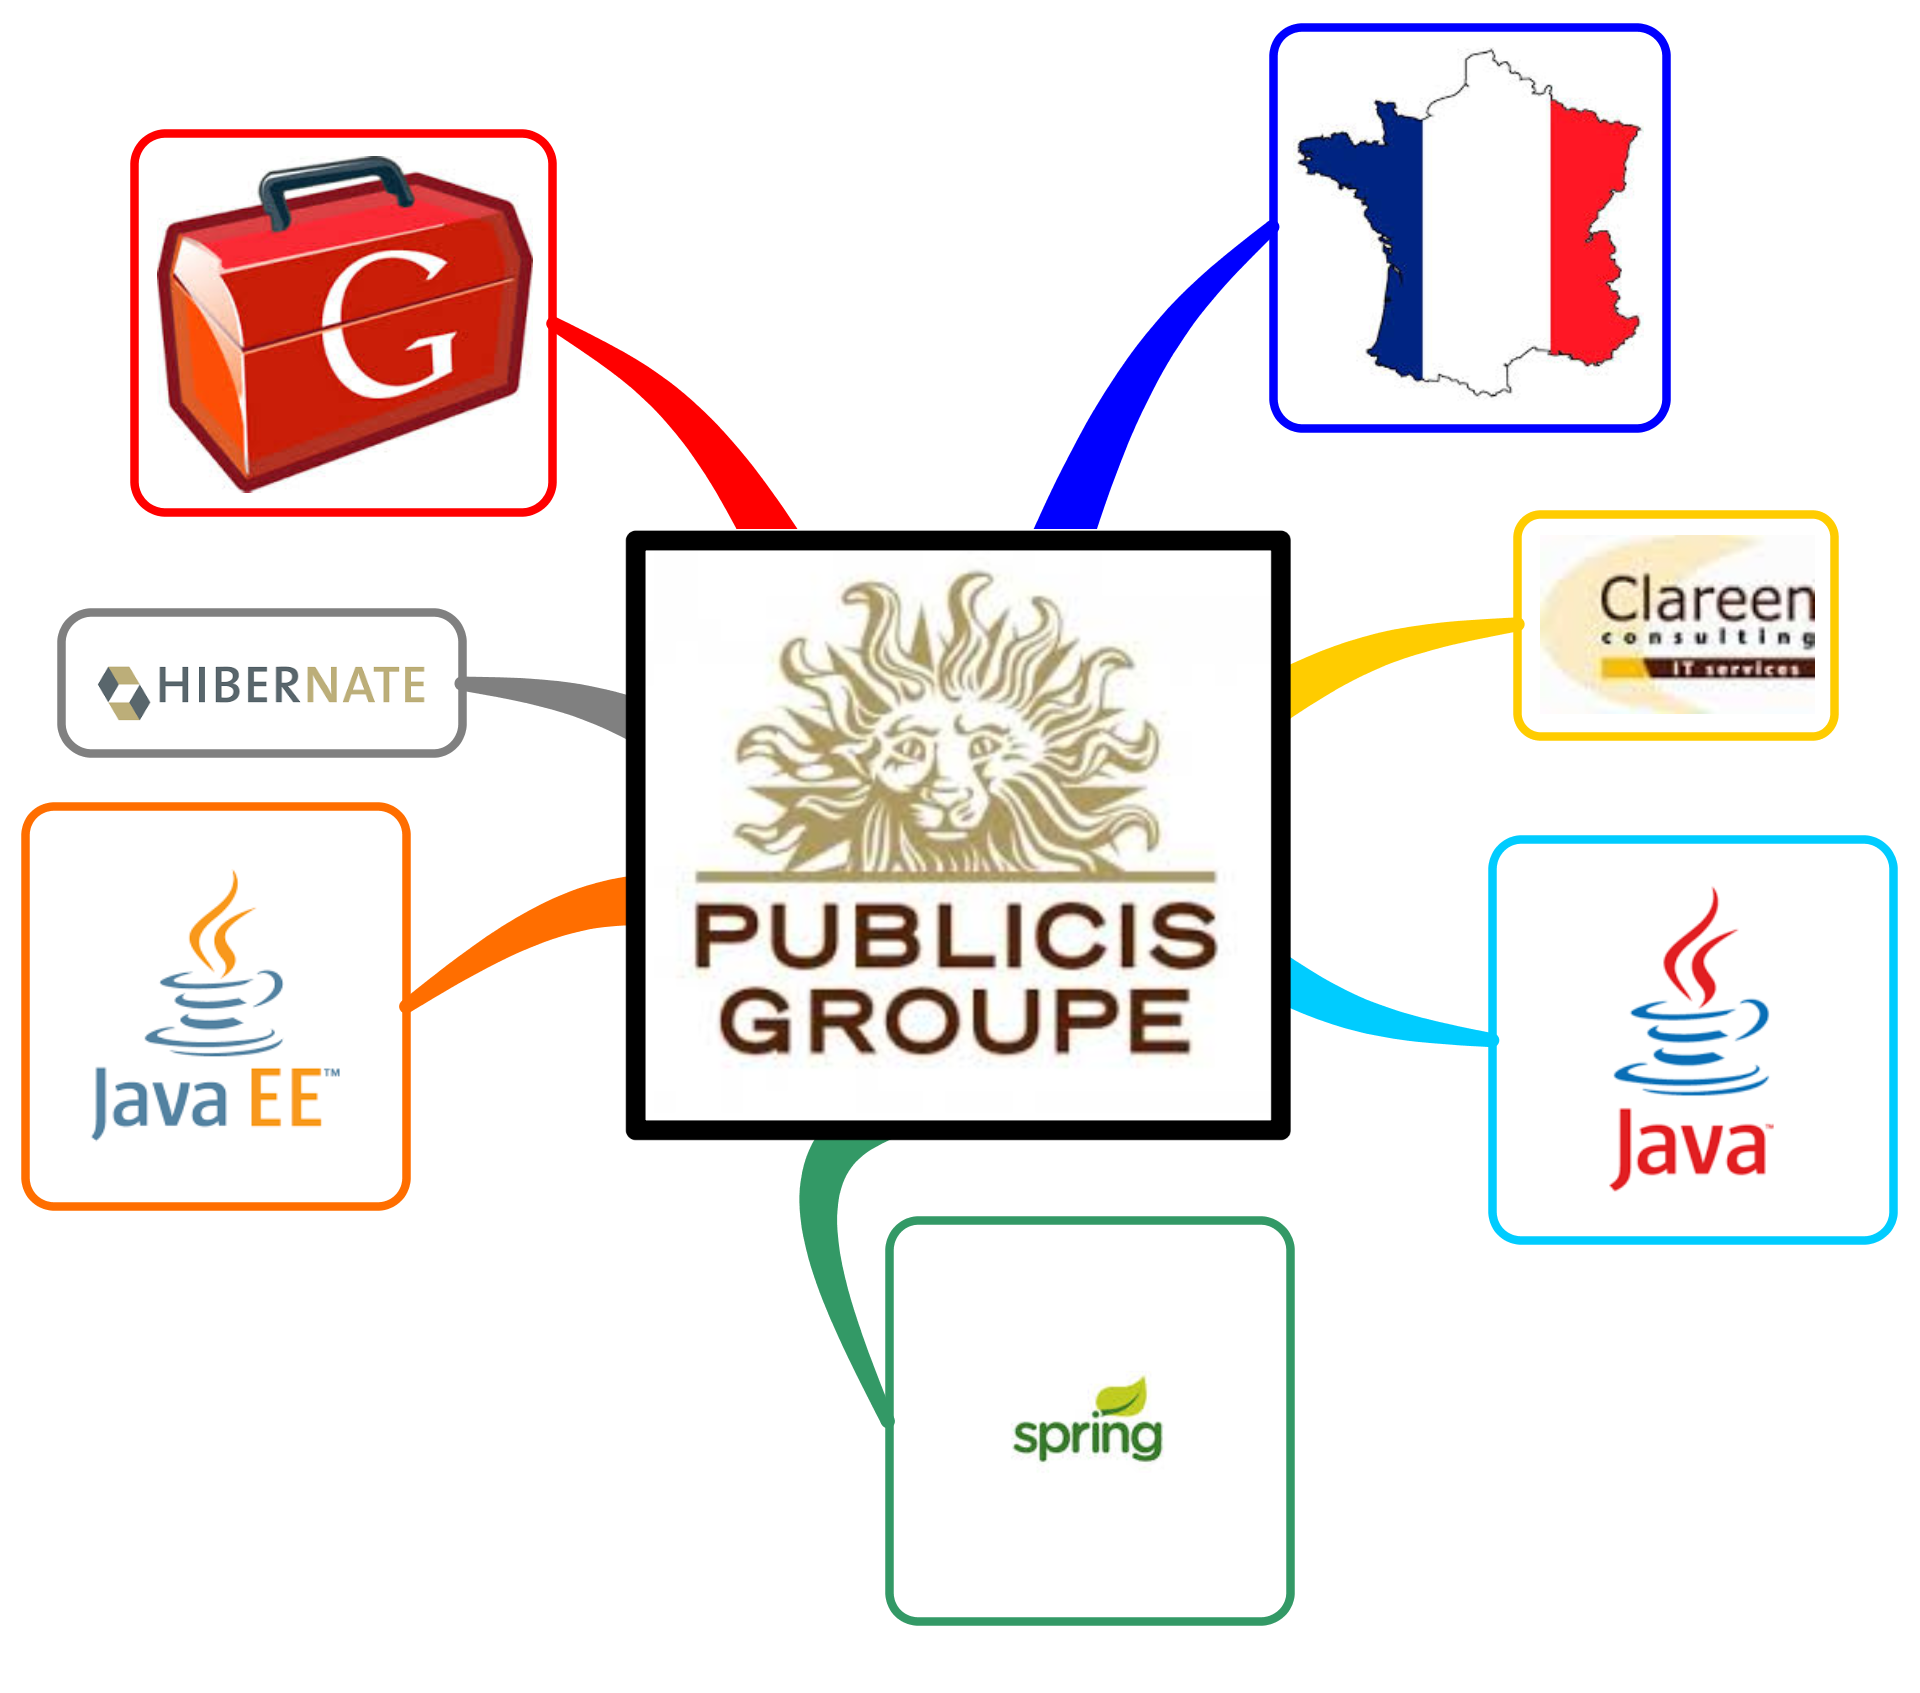 G
Clareen
consulting
IT services
HIBERNATE
PUBLICIS
GROUPE
Java EE™
Java™
spring